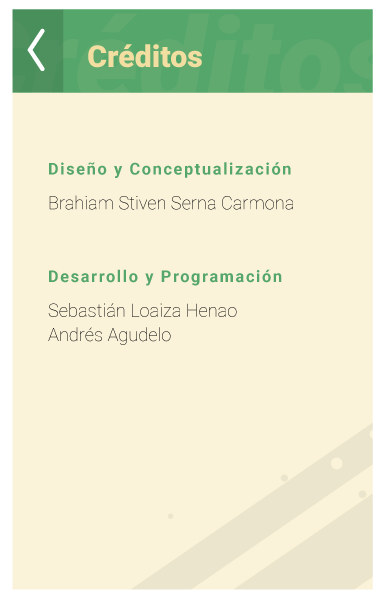 Créditos
Diseño y Conceptualización
Brahiam Stiven Serna Carmona
Desarrollo y Programación
Sebastián Loaiza Henao
Andrés Agudelo